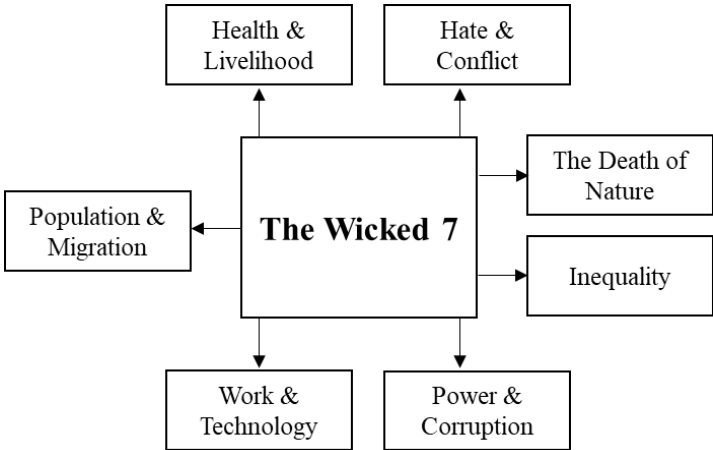 Health &
Livelihood
Hate &
Conflict
The Death of
Nature
Population &
Migration
The Wicked 7
Inequality
Work &
Technology
Power &
Corruption